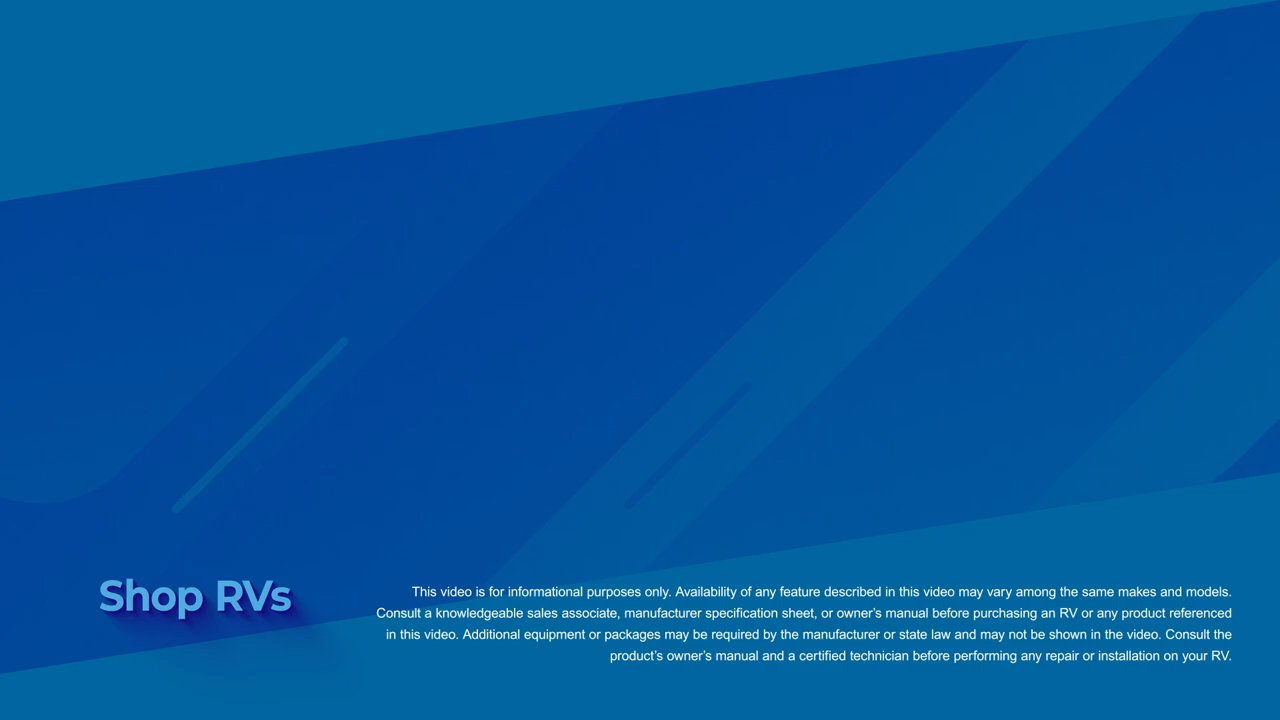 Shop RVs
This video is for informational purposes only. Availability of any feature described in this video may vary among the same makes and models.
Consult a knowledgeable sales associate, manufacturer specification sheet, or owner’s manual before purchasing an RV or any product referenced
in this video. Additional equipment or packages may be required by the manufacturer or state law and may not be shown in the video. Consult the
product’s owner’s manual and a certified technician before performing any repair or installation on your RV.